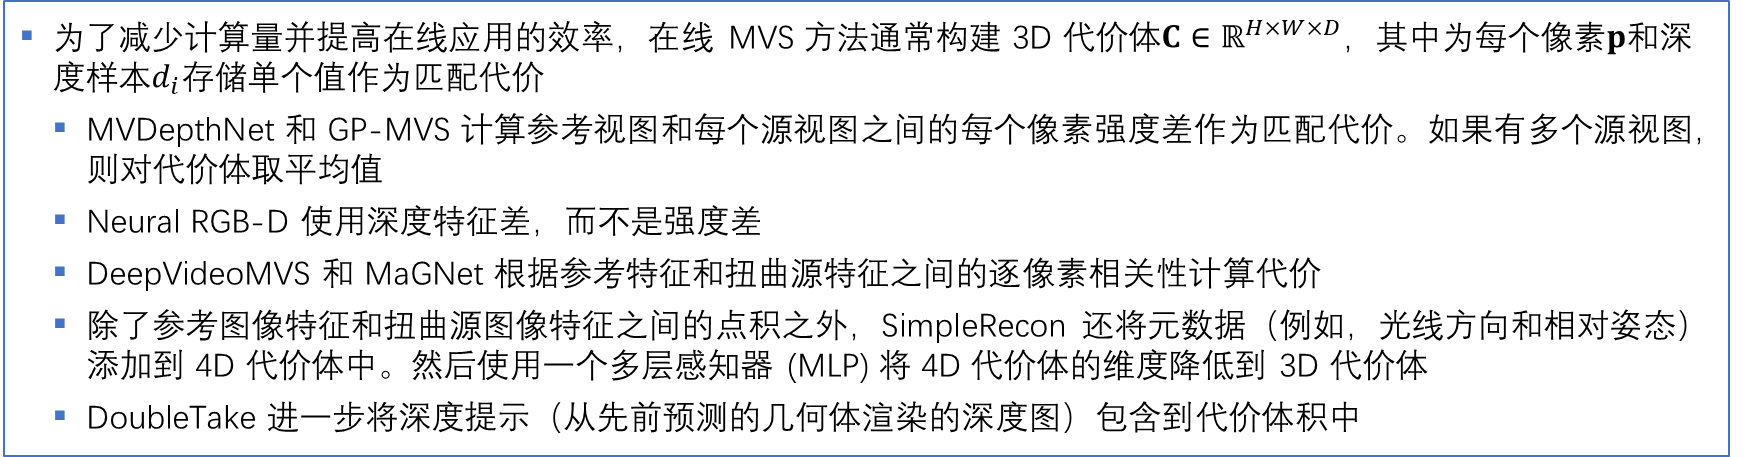 ▪ 为了减少计算量并提高在线应用的效率，在线 MVS 方法通常构建 3D 代价体𝐂 ∈ ℝ^{H×W×D}，其中为每个像素𝐩和深
度样本d_i存储单个值作为匹配代价
▪ MVDepthNet 和 GP-MVS 计算参考视图和每个源视图之间的每个像素强度差作为匹配代价。如果有多个源视图，
则对代价体取平均值
▪ Neural RGB-D 使用深度特征差，而不是强度差
▪ DeepVideoMVS 和 MaGNet 根据参考特征和扭曲源特征之间的逐像素相关性计算代价
▪ 除了参考图像特征和扭曲源图像特征之间的点积之外，SimpleRecon 还将元数据（例如，光线方向和相对姿态）
添加到 4D 代价体中。然后使用一个多层感知器 (MLP) 将 4D 代价体的维度降低到 3D 代价体
▪ DoubleTake 进一步将深度提示（从先前预测的几何体渲染的深度图）包含到代价体积中